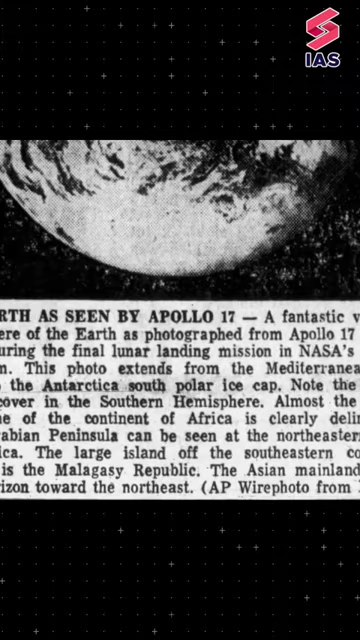 IAS
RTH AS SEEN BY APOLLO 17 — A fantastic v
ere of the Earth as photographed from Apollo 17
uring the final lunar landing mission in NASA's
m. This photo extends from the Mediterranea
the Antarctica south polar ice cap. Note the
cover in the Southern Hemisphere. Almost the
ne of the continent of Africa is clearly delin
abian Peninsula can be seen at the northeastern
ica. The large island off the southeastern co
is the Malagasy Republic. The Asian mainland
rizon toward the northeast. (AP Wirephoto from